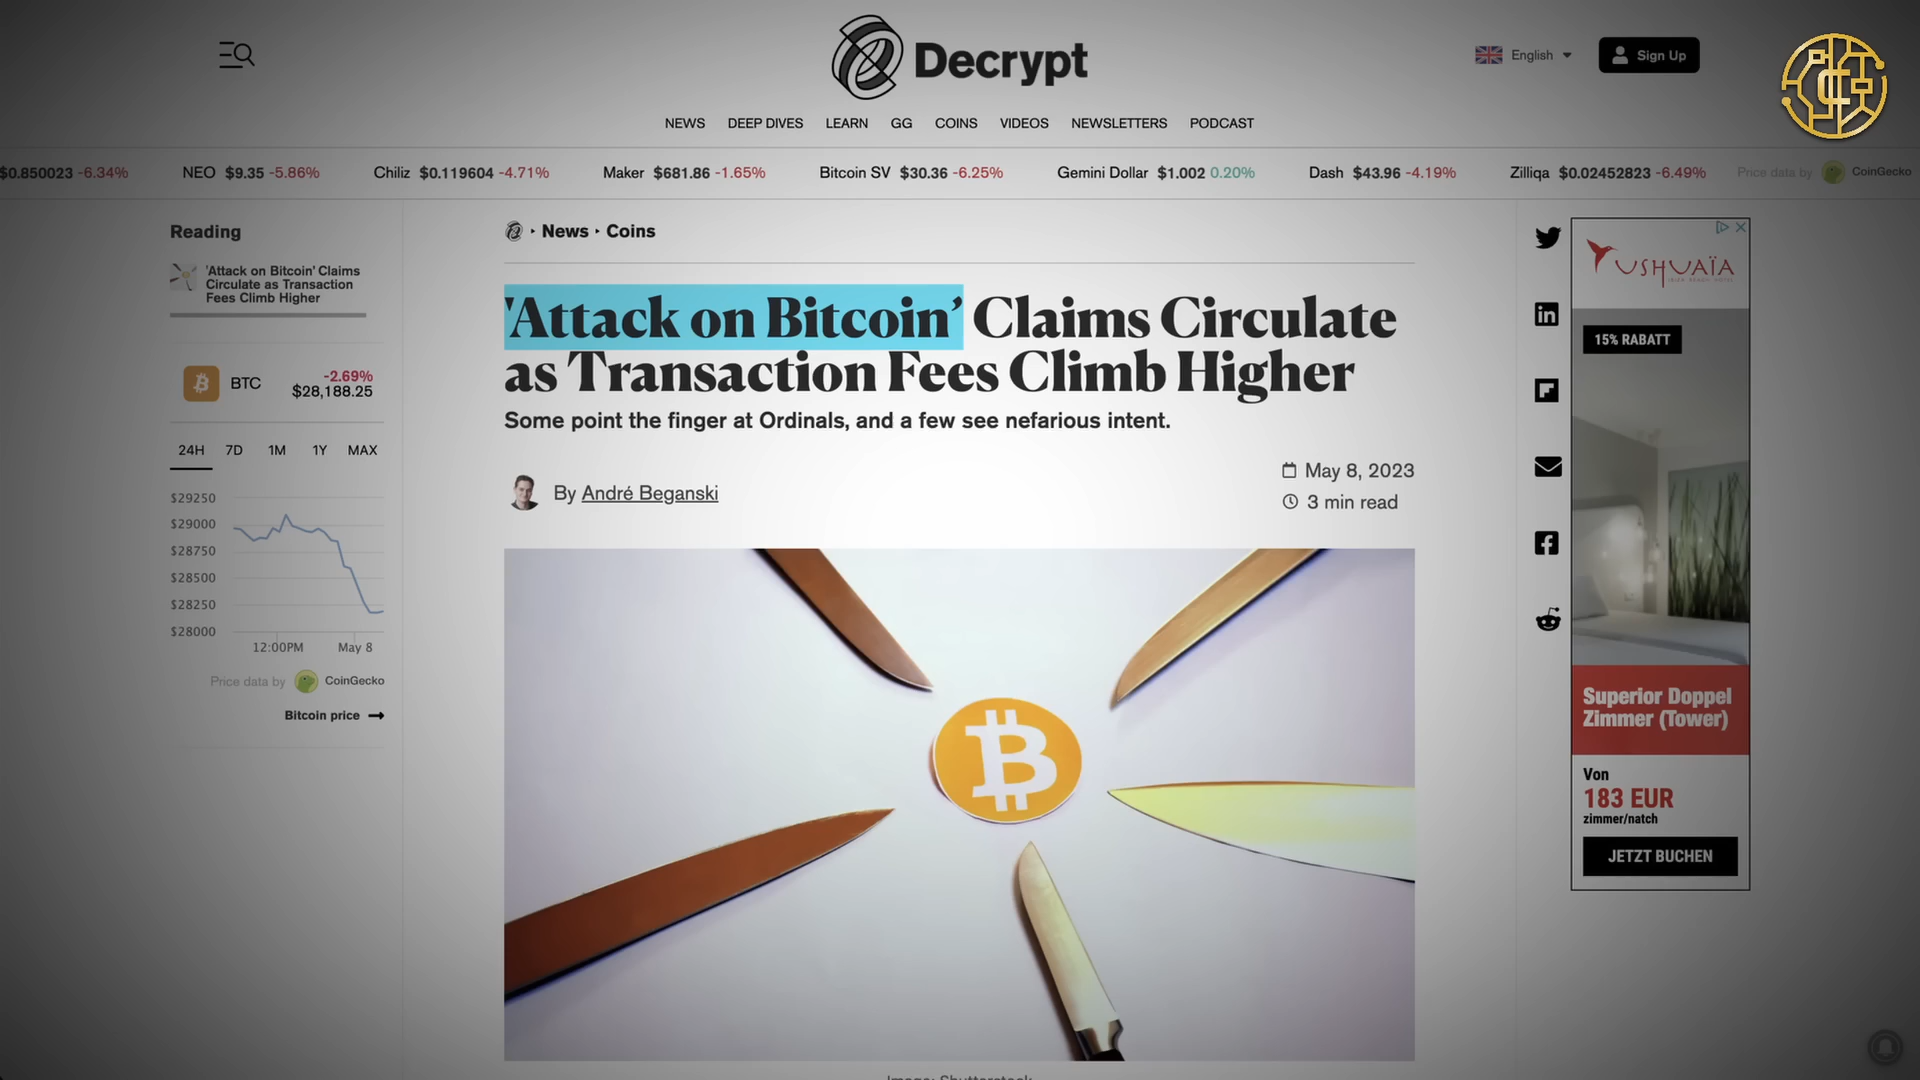 Decrypt
English
Sign Up
NEWS DEEP DIVES LEARN GG COINS VIDEOS NEWSLETTERS PODCAST
$0.850023 -6.34% NEO $9.35 -5.86% Chiliz $0.119604 -4.71% Maker $681.86 -1.65% Bitcoin SV $30.36 -6.25% Gemini Dollar $1.002 0.20% Dash $43.96 -4.19% Zilliqa $0.02452823 -6.49% Price data by CoinGecko
Reading
'Attack on Bitcoin' Claims
Circulate as Transaction
Fees Climb Higher
BTC
-2.69%
$28,188.25
24H 7D 1M 1Y MAX
$29250
$29000
$28750
$28500
$28250
$28000
12:00PM May 8
Price data by CoinGecko
Bitcoin price
News Coins
'Attack on Bitcoin’ Claims Circulate
as Transaction Fees Climb Higher
Some point the finger at Ordinals, and a few see nefarious intent.
By André Beganski
May 8, 2023
3 min read
USHUAÏA
15% RABATT
Superior Doppel
Zimmer (Tower)
Von
183 EUR
zimmer/natch
JETZT BUCHEN